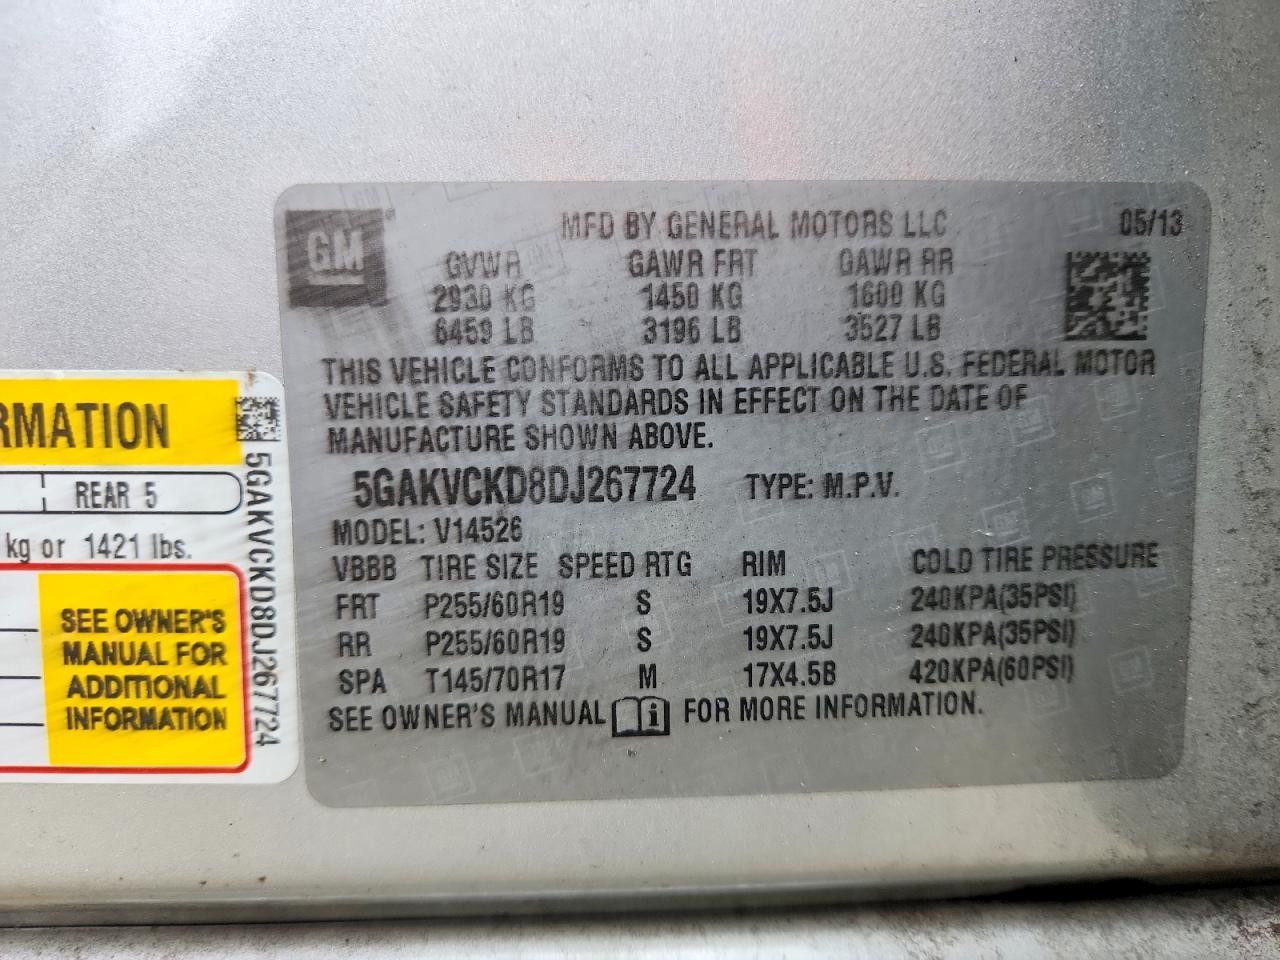 GM
MFD BY GENERAL MOTORS LLC 05/13
GVWR GAWR FRT GAWR RR
2930 KG 1450 KG 1600 KG
6459 LB 3196 LB 3527 LB
THIS VEHICLE CONFORMS TO ALL APPLICABLE U.S. FEDERAL MOTOR
VEHICLE SAFETY STANDARDS IN EFFECT ON THE DATE OF
MANUFACTURE SHOWN ABOVE.
5GAKVCKD8DJ267724 TYPE: M.P.V.
MODEL: V14526
VBBB TIRE SIZE SPEED RTG RIM COLD TIRE PRESSURE
FRT P255/60R19 S 19X7.5J 240KPA(35PSI)
RR P255/60R19 S 19X7.5J 240KPA(35PSI)
SPA T145/70R17 M 17X4.5B 420KPA(60PSI)
SEE OWNER'S MANUAL i FOR MORE INFORMATION.
RMATION
REAR 5
kg or 1421 lbs.
SEE OWNER'S
MANUAL FOR
ADDITIONAL
INFORMATION
5GAKVCKD8DJ267724